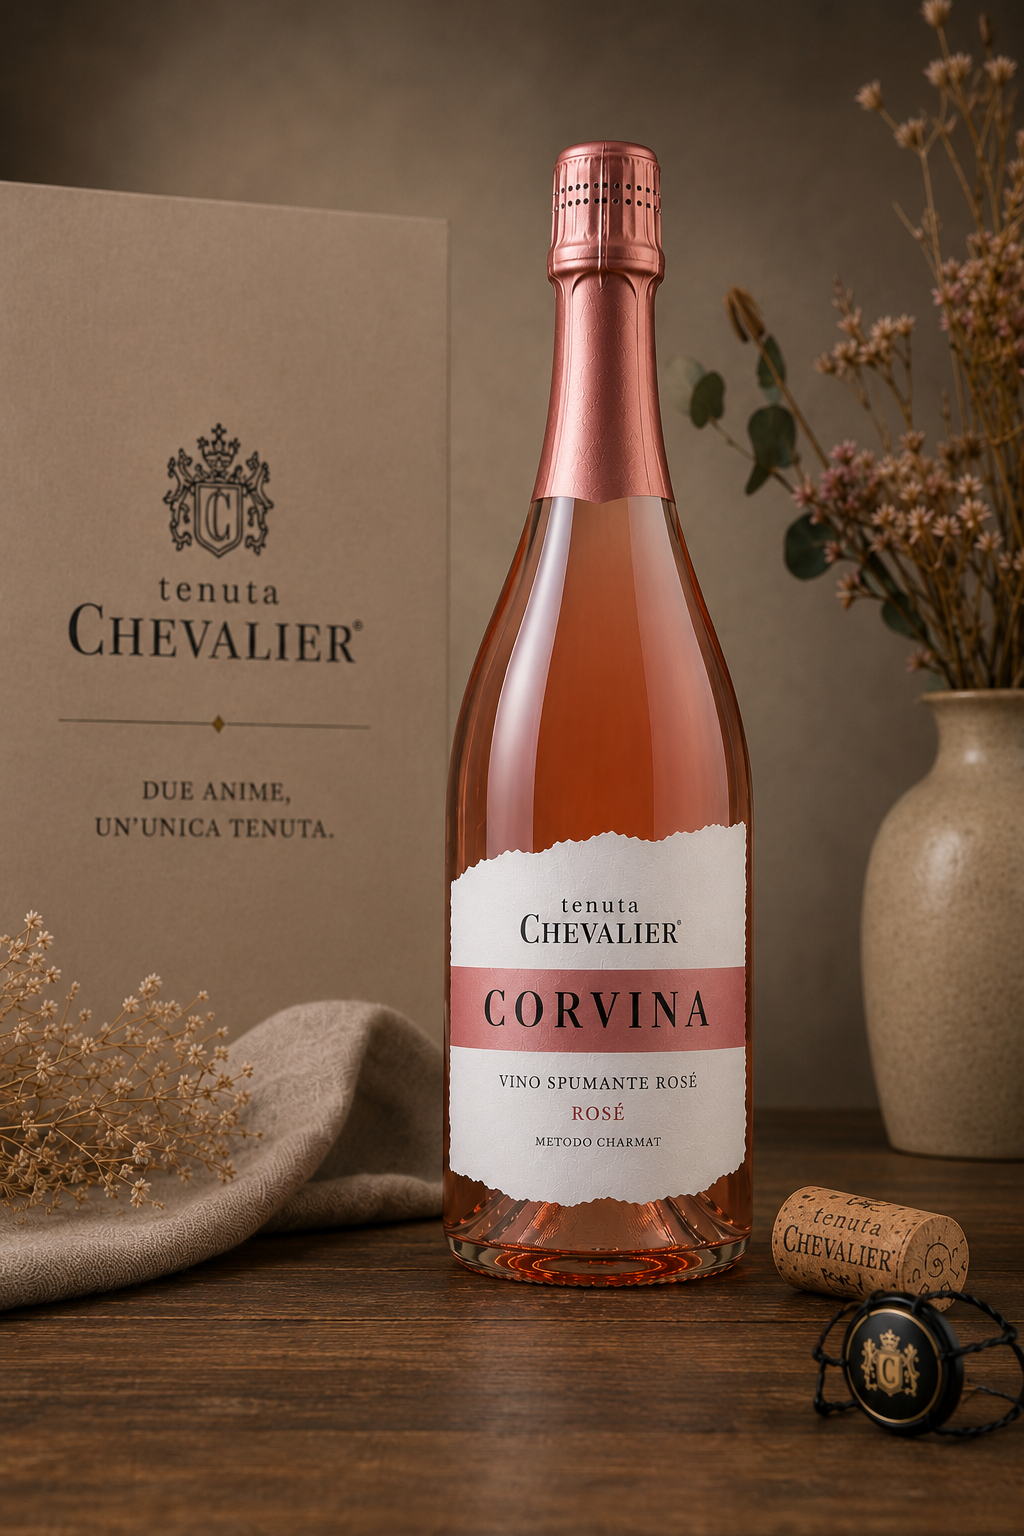 C
tenuta
CHEVALIER®
DUE ANIME,
UN'UNICA TENUTA.
tenuta
CHEVALIER®
CORVINA
VINO SPUMANTE ROSÉ
ROSÉ
METODO CHARMAT
tenuta
CHEVALIER
C